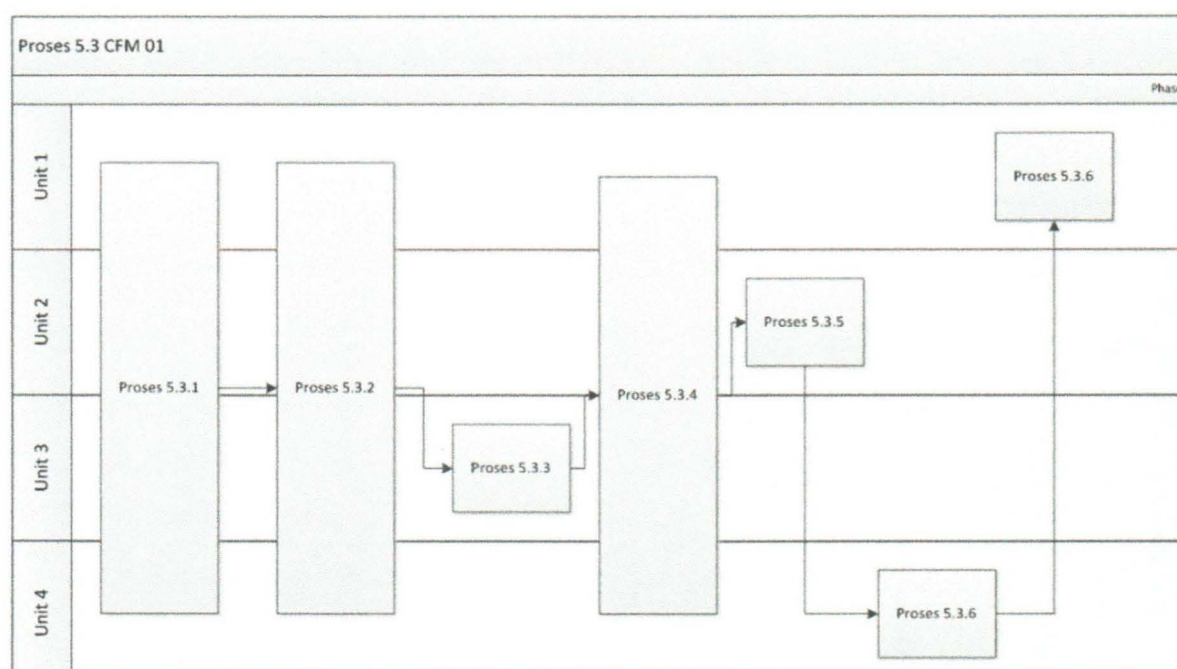 Proses 5.3 CFM 01
Phase
Unit 1
Proses 5.3.6
Unit 2
Proses 5.3.5
Proses 5.3.1
Proses 5.3.2
Proses 5.3.4
Unit 3
Proses 5.3.3
Unit 4
Proses 5.3.6